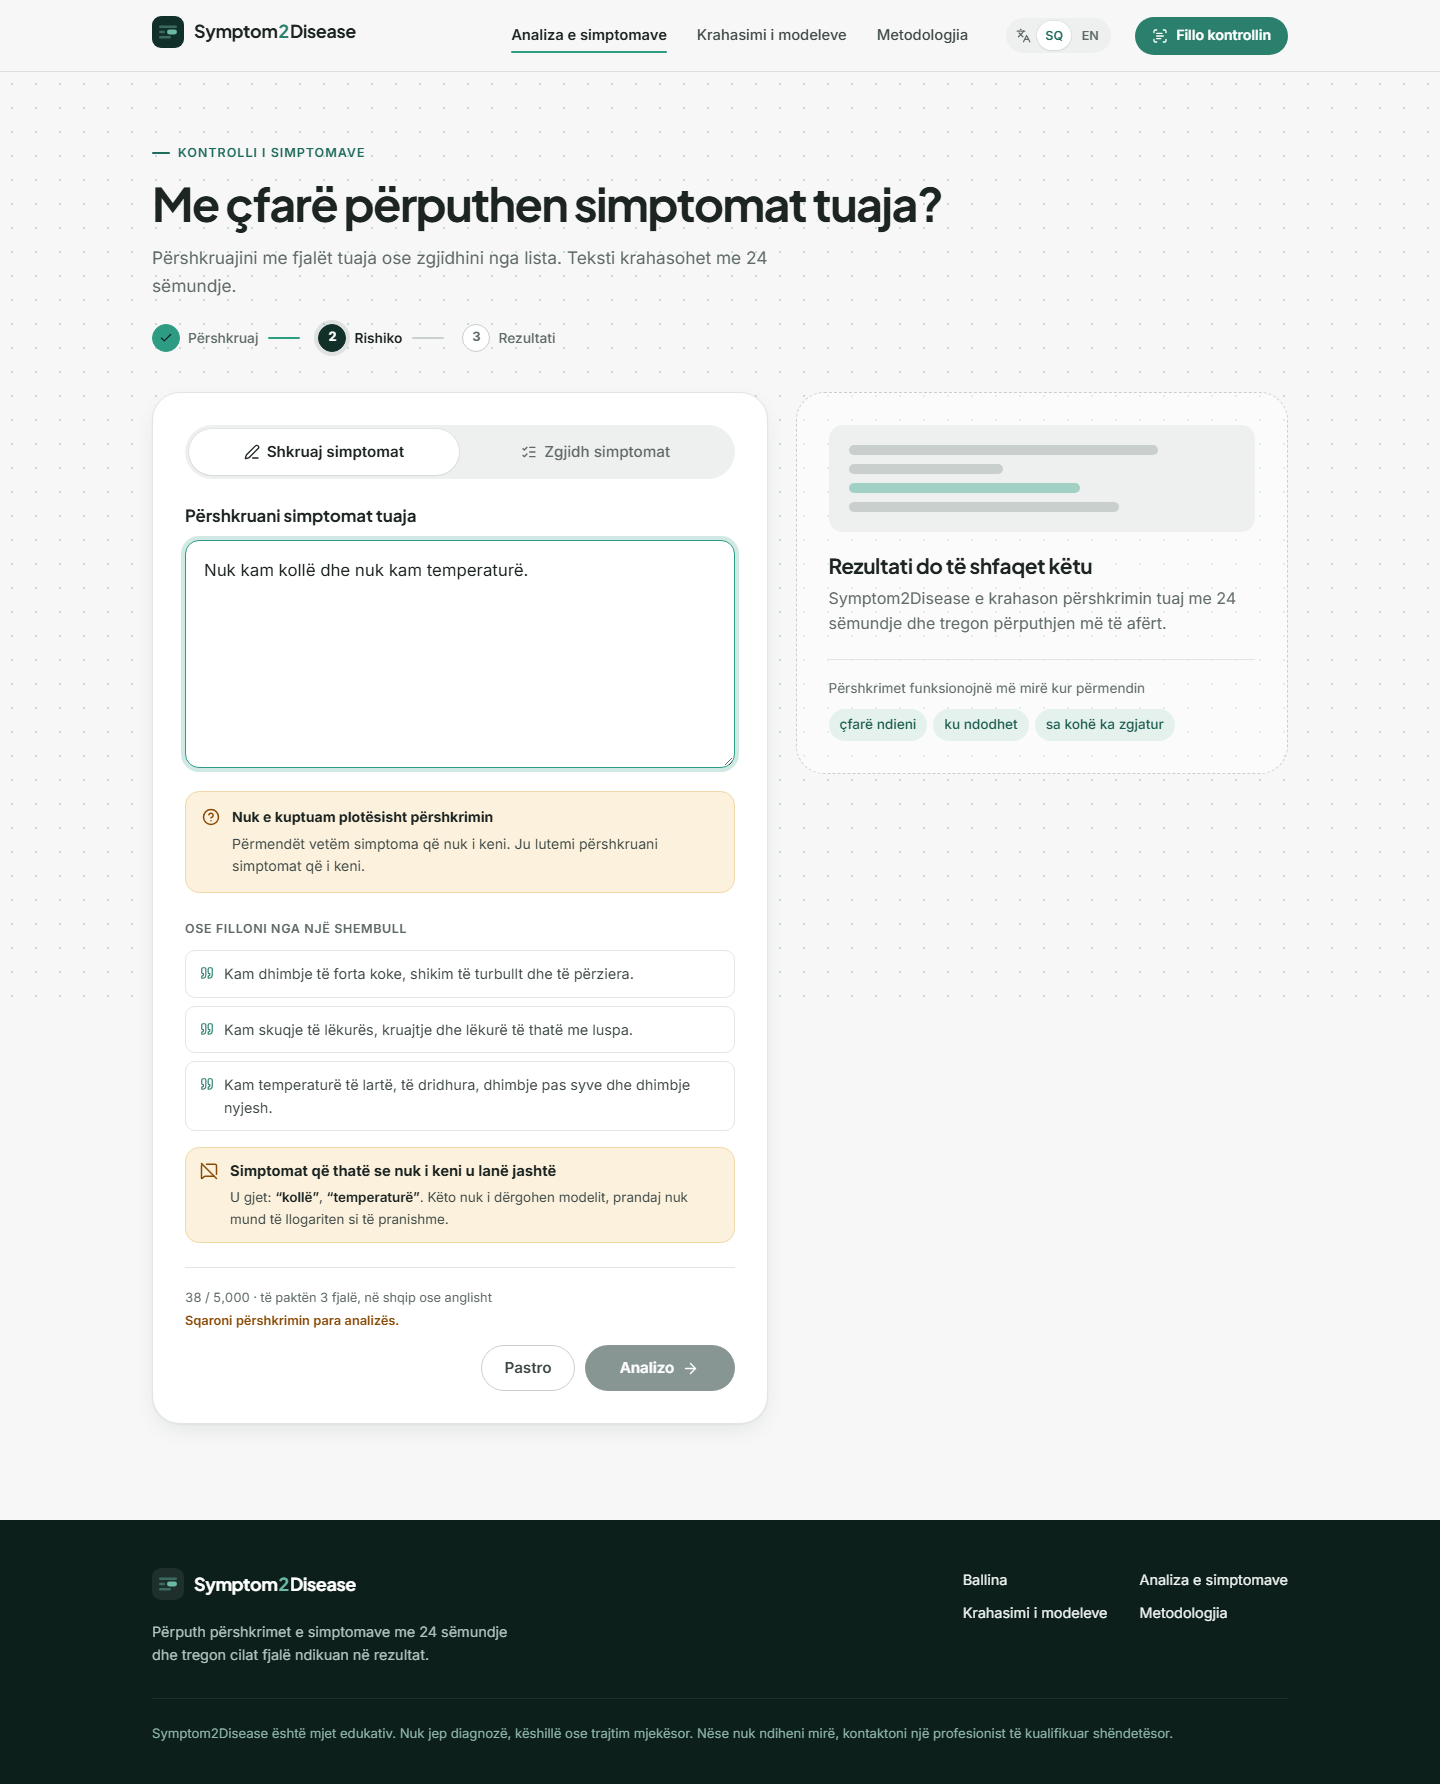 Symptom2Disease
Analiza e simptomave
Krahasimi i modeleve
Metodologjia
SQ
EN
Fillo kontrollin
KONTROLLI I SIMPTOMAVE
Me çfarë përputhen simptomat tuaja?
Përshkruajini me fjalët tuaja ose zgjidhini nga lista. Teksti krahasohet me 24
sëmundje.
Përshkruaj
2
Rishiko
3
Rezultati
Shkruaj simptomat
Zgjidh simptomat
Përshkruani simptomat tuaja
Nuk kam kollë dhe nuk kam temperaturë.
Nuk e kuptuam plotësisht përshkrimin
Përmendët vetëm simptoma që nuk i keni. Ju lutemi përshkruani
simptomat që i keni.
OSE FILLONI NGA NJË SHEMBULL
Kam dhimbje të forta koke, shikim të turbullt dhe të përziera.
Kam skuqje të lëkurës, kruajtje dhe lëkurë të thatë me luspa.
Kam temperaturë të lartë, të dridhura, dhimbje pas syve dhe dhimbje
nyjesh.
Simptomat që thatë se nuk i keni u lanë jashtë
U gjet: “kollë”, “temperaturë”. Këto nuk i dërgohen modelit, prandaj nuk
mund të llogariten si të pranishme.
38 / 5,000 · të paktën 3 fjalë, në shqip ose anglisht
Sqaroni përshkrimin para analizës.
Pastro
Analizo
Rezultati do të shfaqet këtu
Symptom2Disease e krahason përshkrimin tuaj me 24
sëmundje dhe tregon përputhjen më të afërt.
Përshkrimet funksionojnë më mirë kur përmendin
çfarë ndieni
ku ndodhet
sa kohë ka zgjatur
Symptom2Disease
Përputh përshkrimet e simptomave me 24 sëmundje
dhe tregon cilat fjalë ndikuan në rezultat.
Ballina
Analiza e simptomave
Krahasimi i modeleve
Metodologjia
Symptom2Disease është mjet edukativ. Nuk jep diagnozë, këshillë ose trajtim mjekësor. Nëse nuk ndiheni mirë, kontaktoni një profesionist të kualifikuar shëndetësor.